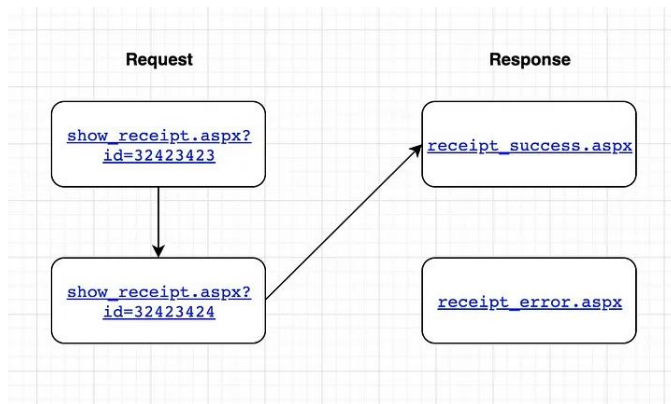 Request
Response
show_receipt.aspx?
id=32423423
receipt_success.aspx
show_receipt.aspx?
id=32423424
receipt_error.aspx